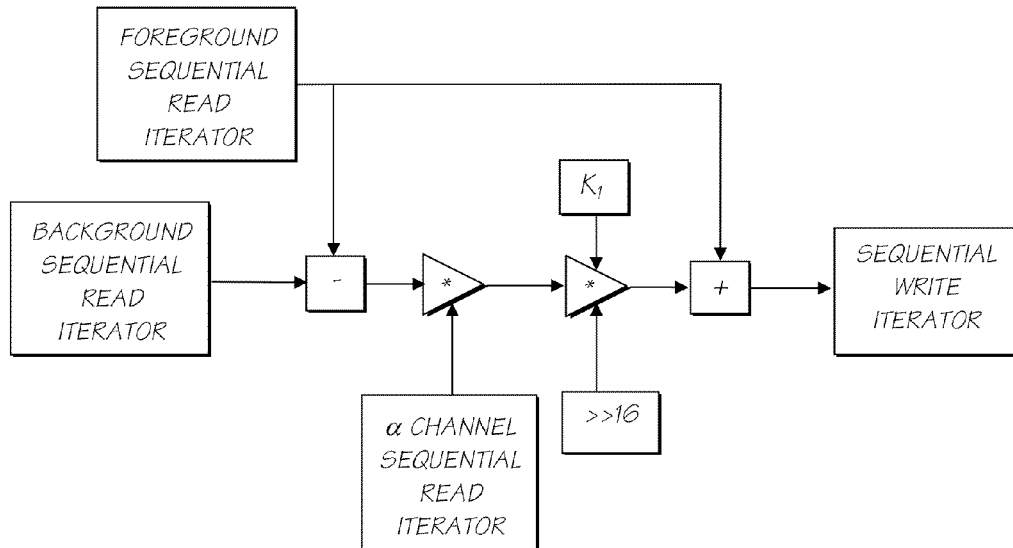 FOREGROUND
SEQUENTIAL
READ
ITERATOR
K₁
BACKGROUND
SEQUENTIAL
READ
ITERATOR
-
*
*
+
SEQUENTIAL
WRITE
ITERATOR
α CHANNEL
SEQUENTIAL
READ
ITERATOR
>>16